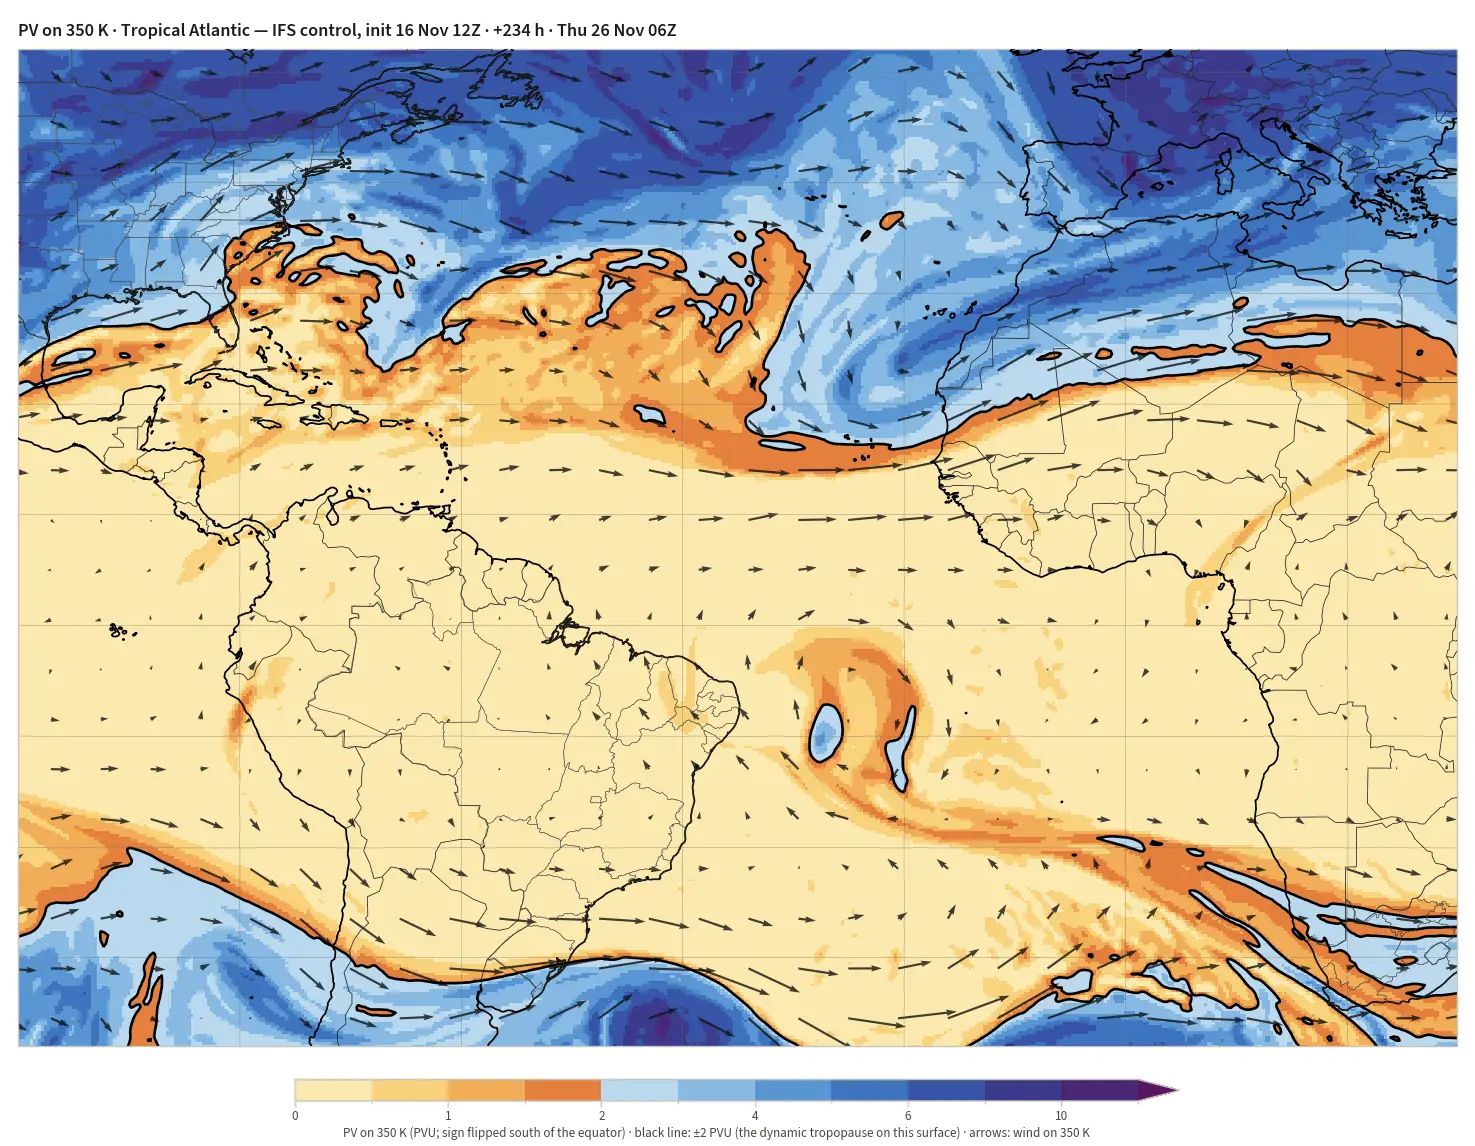 PV on 350 K · Tropical Atlantic — IFS control, init 16 Nov 12Z · +234 h · Thu 26 Nov 06Z
0 1 2 4 6 10
PV on 350 K (PVU; sign flipped south of the equator) · black line: ±2 PVU (the dynamic tropopause on this surface) · arrows: wind on 350 K